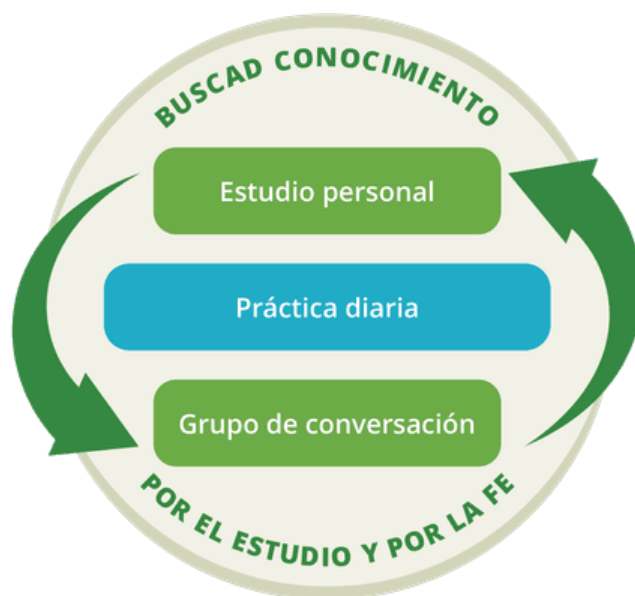 BUSCAD CONOCIMIENTO
Estudio personal
Práctica diaria
Grupo de conversación
POR EL ESTUDIO Y POR LA FE